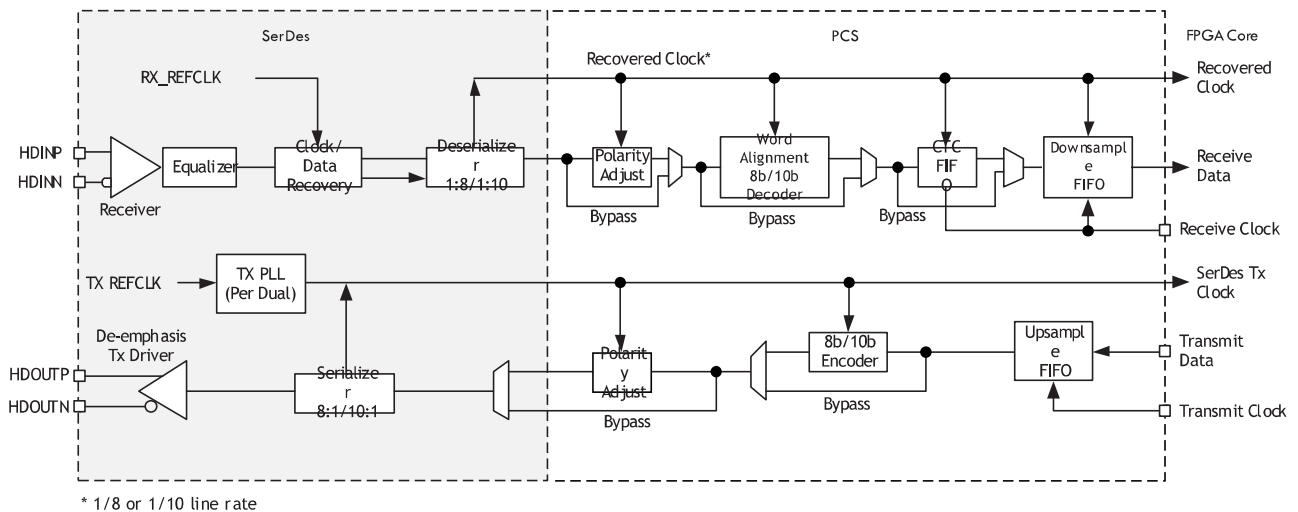 SerDes
PCS
FPGA Core
Recovered Clock*
RX_REFCLK
Recovered
Clock
HDINP
HDINN
Receiver
Equalizer
Clock/
Data
Recovery
Deserialize
r
1:8/1:10
Polarity
Adjust
Bypass
Word
Alignment
8b/10b
Decoder
Bypass
CTC
FIF
O
Bypass
Downsampl
e
FIFO
Receive
Data
Receive Clock
TX REFCLK
TX PLL
(Per Dual)
SerDes Tx
Clock
De-emphasis
Tx Driver
HDOUTP
HDOUTN
Serialize
r
8:1/10:1
Polarit
y
Adjust
Bypass
8b/10b
Encoder
Bypass
Upsampl
e
FIFO
Transmit
Data
Transmit Clock
* 1/8 or 1/10 line rate